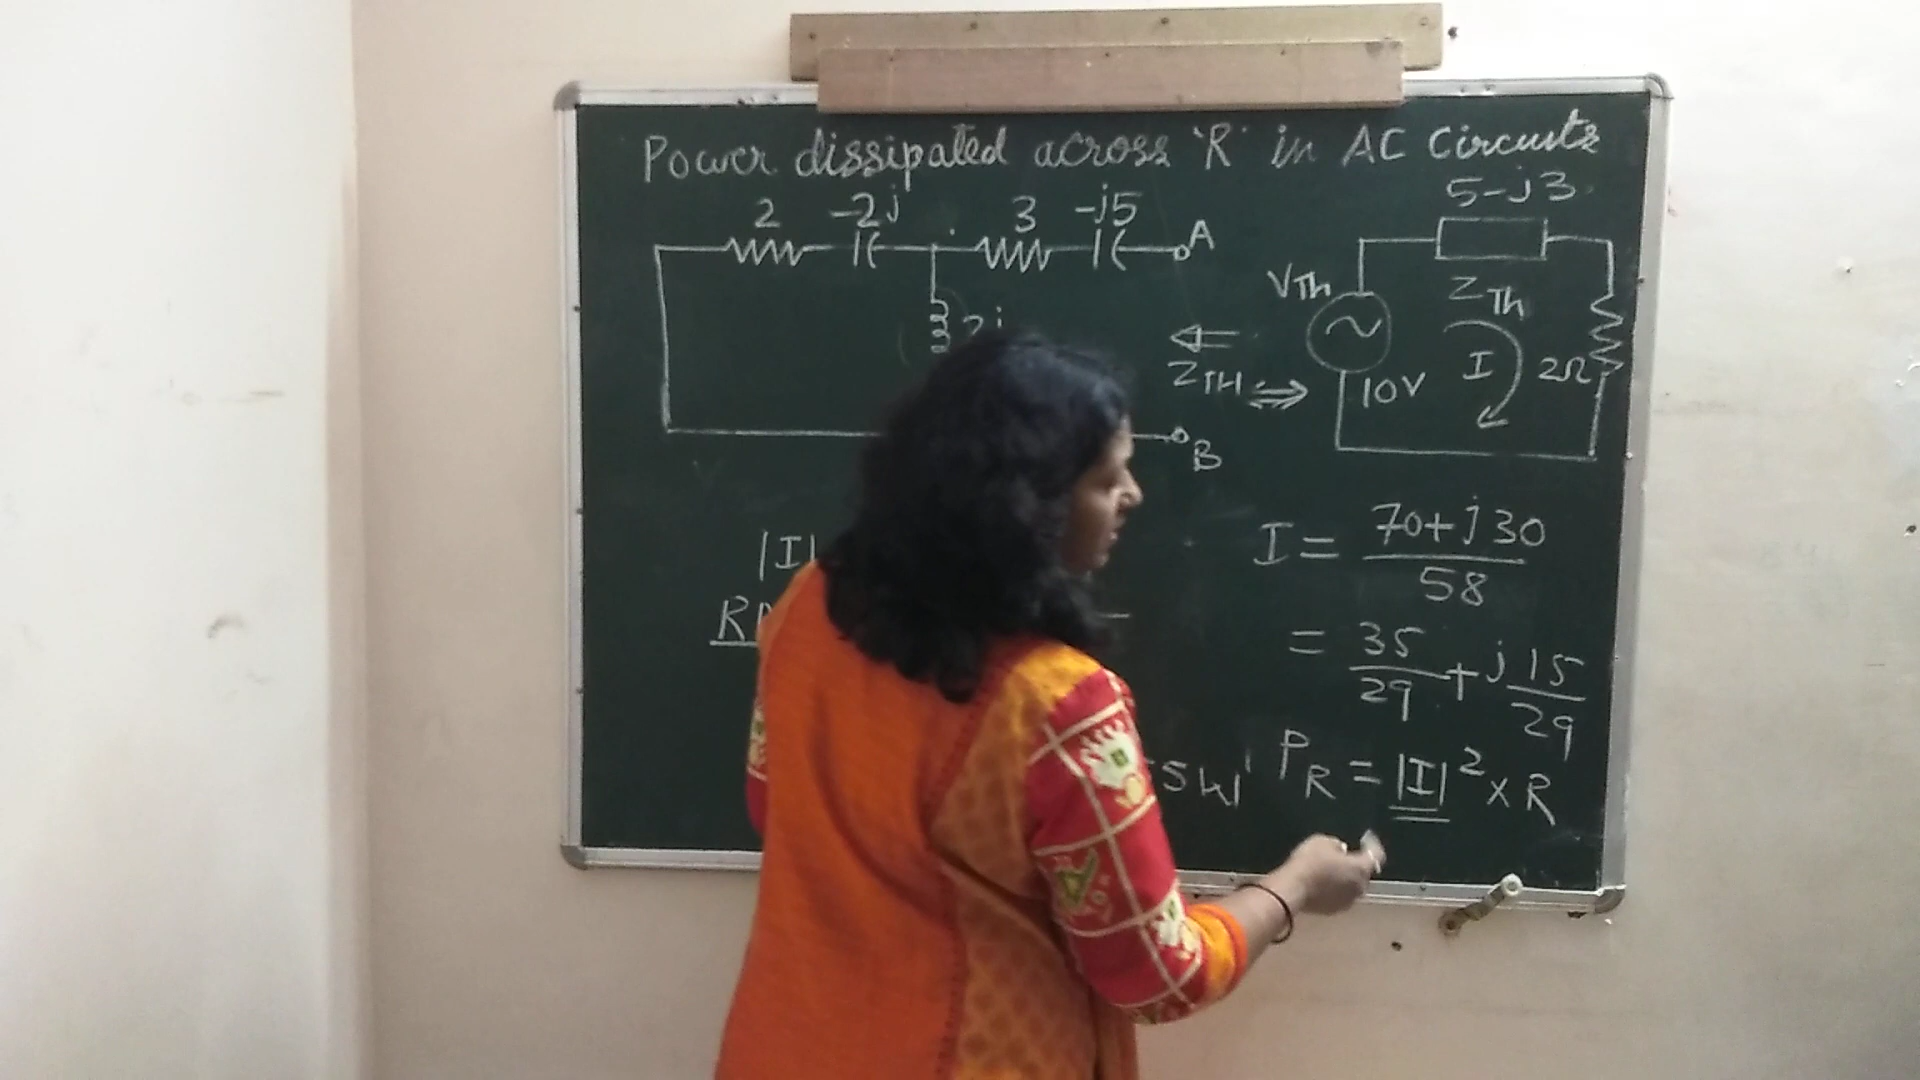 Power dissipated across 'R' in AC Circuits
2 -2j 3 -j5 A
2j
B
ZTH
5-j3
VTh
ZTh
10V
I
2Ω
|I|
I = 70+j30
58
= 35/29 + j 15/29
PR = |I|² x R